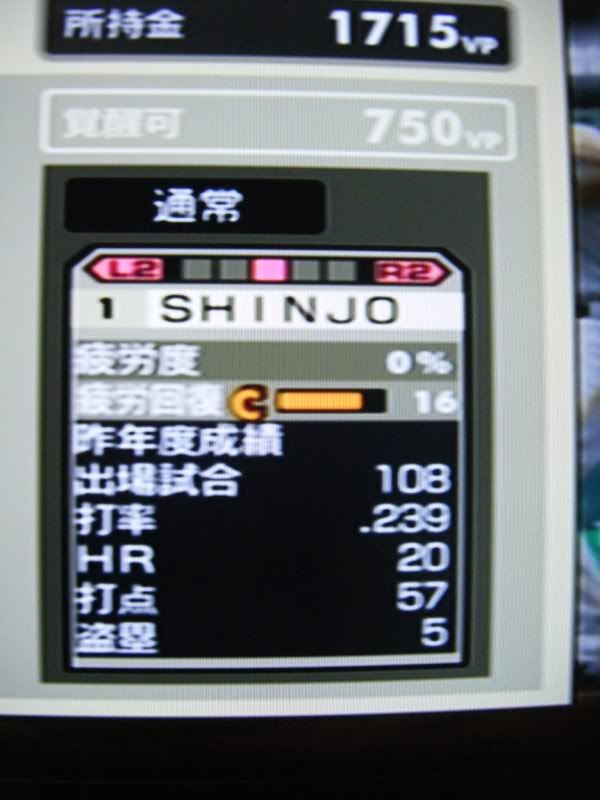 所持金 1715VP
覚醒可 750VP
通常
L2 R2
1 SHINJO
疲労度 0%
疲労回復 C 16
昨年度成績
出場試合 108
打率 .239
HR 20
打点 57
盗塁 5